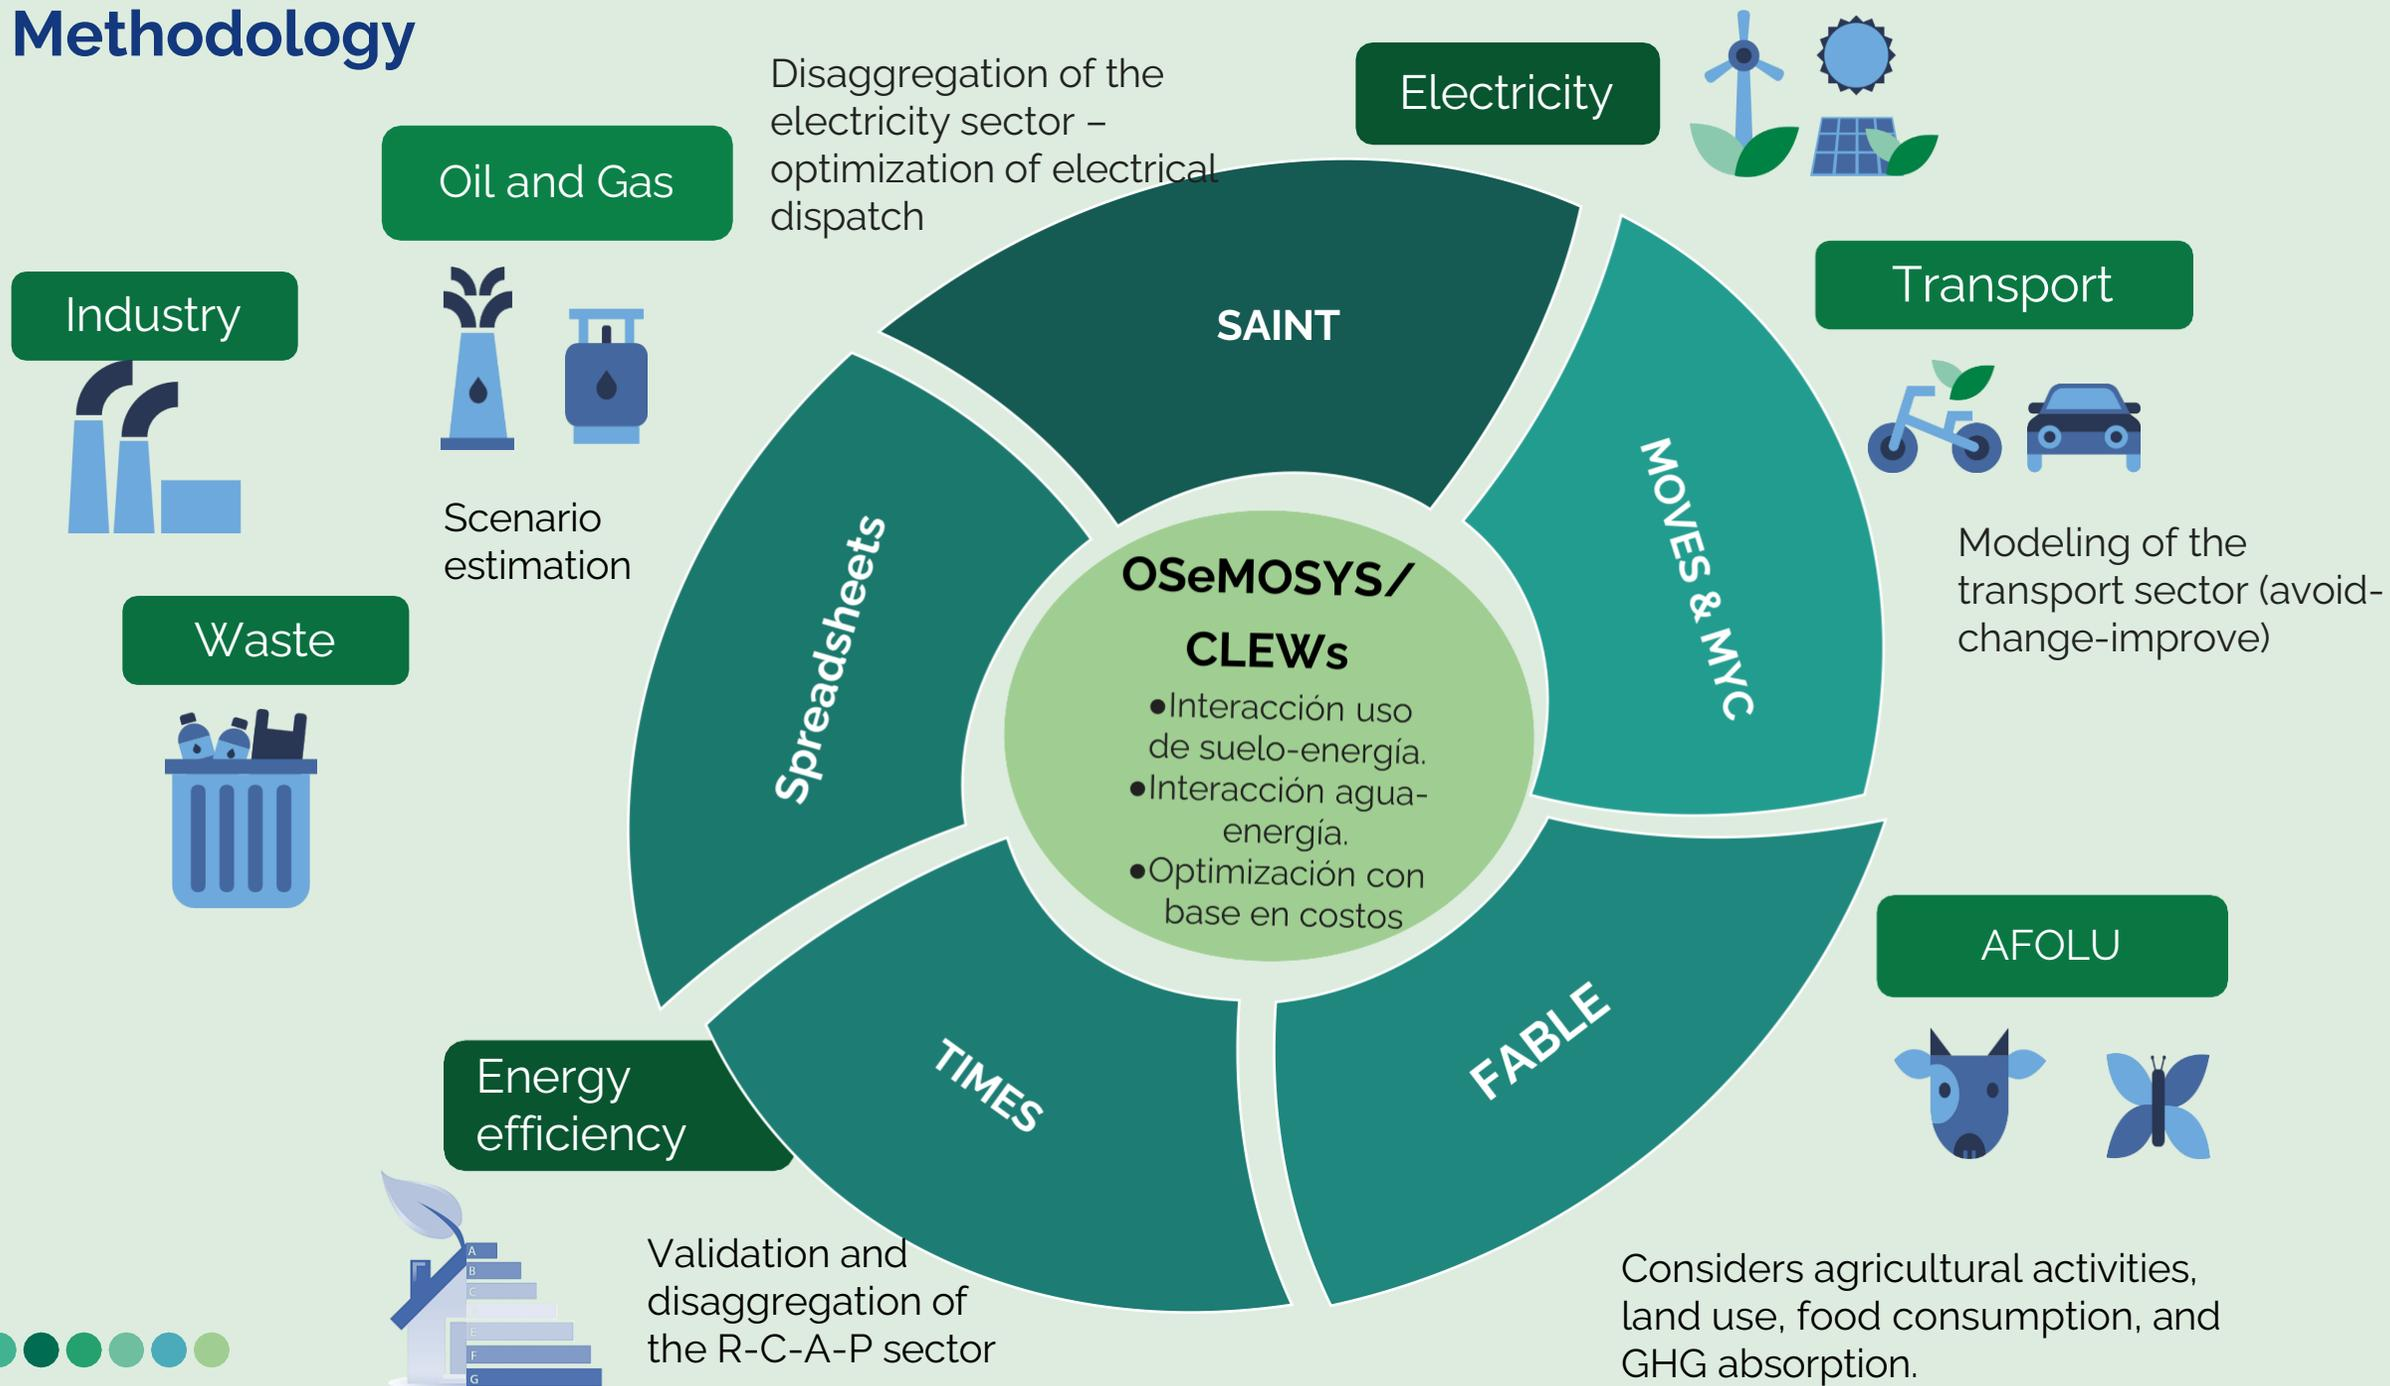 Methodology
Disaggregation of the
electricity sector –
optimization of electrical
dispatch
Electricity
Oil and Gas
Industry
Transport
SAINT
Scenario
estimation
Spreadsheets
MOVES & MYC
Modeling of the
transport sector (avoid-
change-improve)
Waste
OSeMOSYS/
CLEWs
●Interacción uso
de suelo-energía.
●Interacción agua-
energía.
●Optimización con
base en costos
AFOLU
FABLE
TIMES
Energy
efficiency
Validation and
disaggregation of
the R-C-A-P sector
A
B
C
E
F
G
Considers agricultural activities,
land use, food consumption, and
GHG absorption.